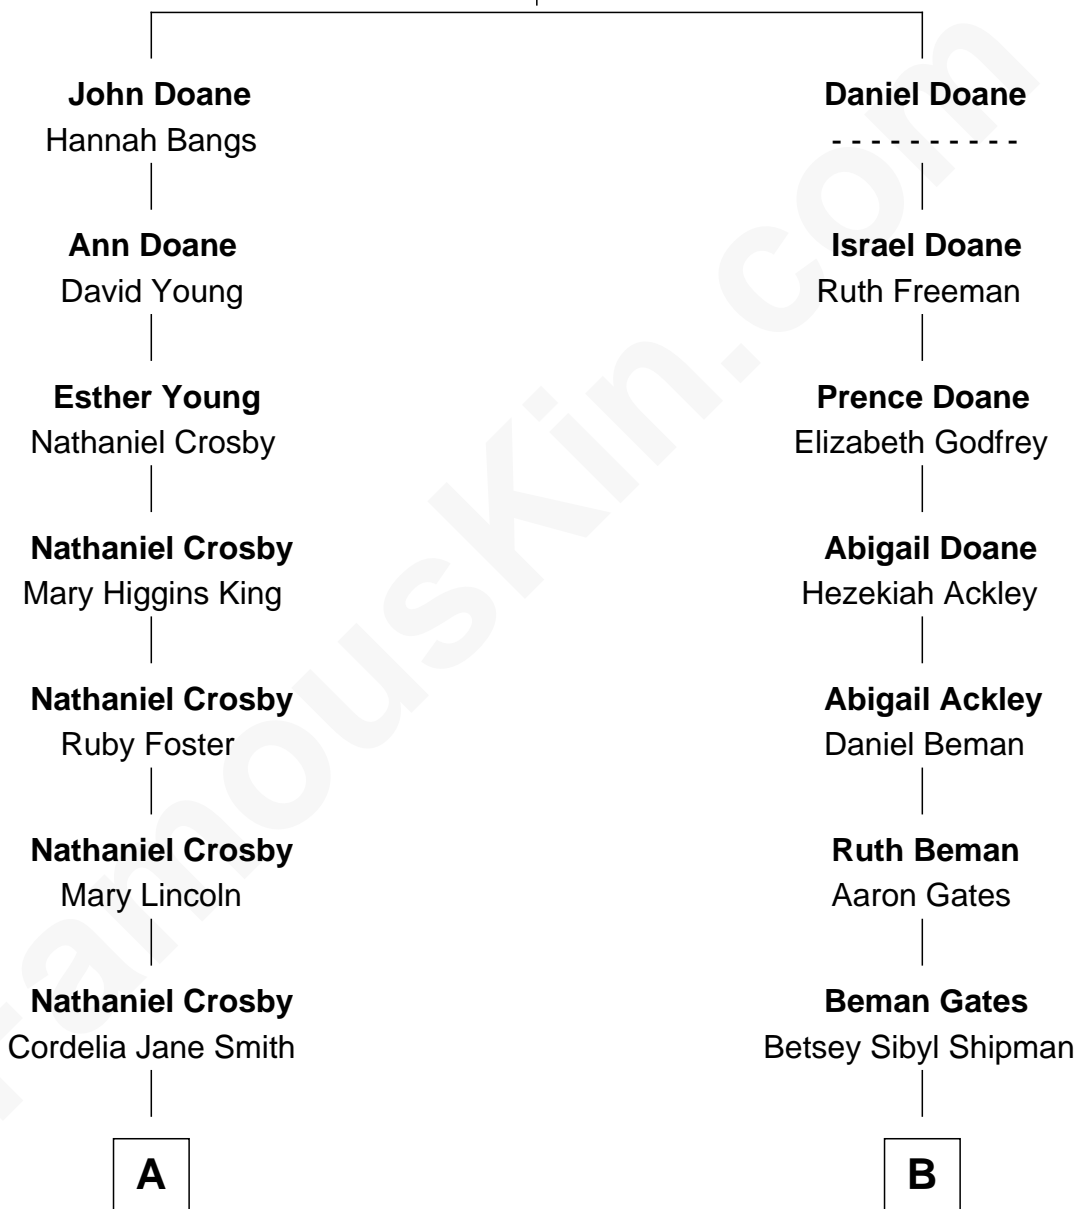 John Doane
Hannah Bangs
Daniel Doane
- - - - - - - - - -
Ann Doane
David Young
Israel Doane
Ruth Freeman
Esther Young
Nathaniel Crosby
Prence Doane
Elizabeth Godfrey
Nathaniel Crosby
Mary Higgins King
Abigail Doane
Hezekiah Ackley
Nathaniel Crosby
Ruby Foster
Abigail Ackley
Daniel Beman
Nathaniel Crosby
Mary Lincoln
Ruth Beman
Aaron Gates
Nathaniel Crosby
Cordelia Jane Smith
Beman Gates
Betsey Sibyl Shipman
A
B
FamousKin.com